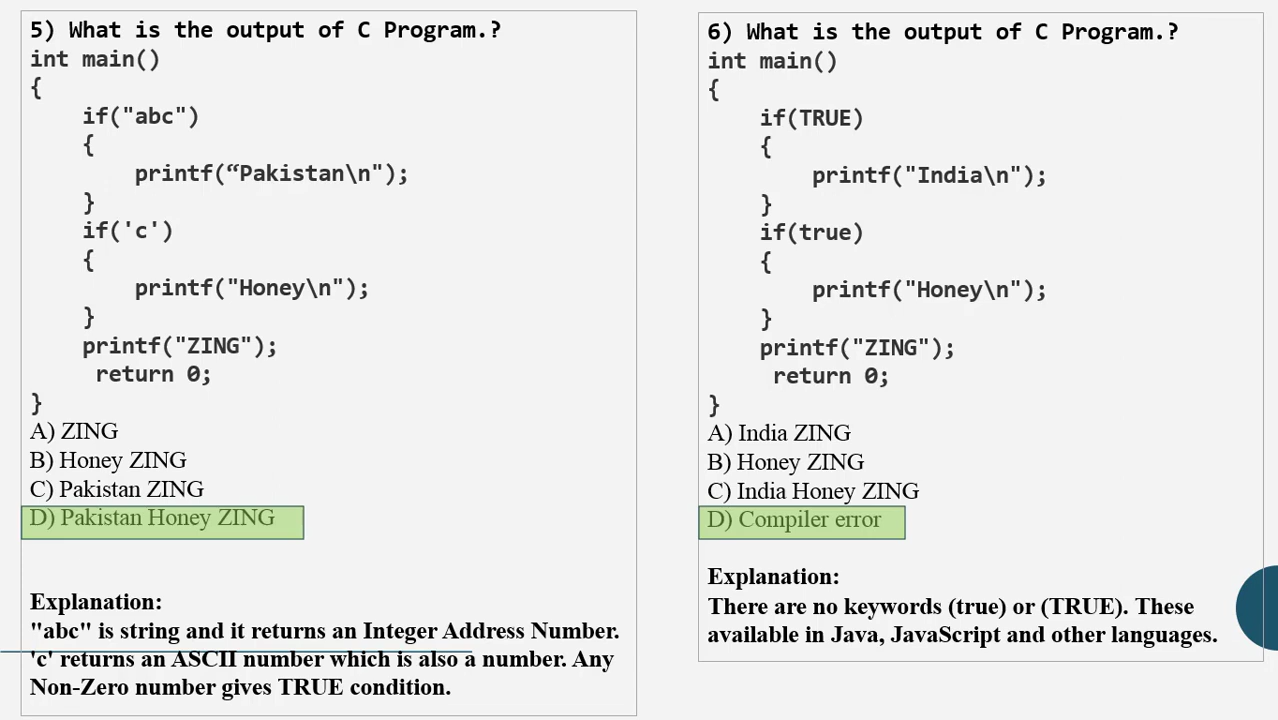 5) What is the output of C Program.?
int main()
{
    if("abc")
    {
        printf(“Pakistan\n");
    }
    if('c')
    {
        printf("Honey\n");
    }
    printf("ZING");
     return 0;
}
A) ZING
B) Honey ZING
C) Pakistan ZING
D) Pakistan Honey ZING
Explanation:
"abc" is string and it returns an Integer Address Number.
'c' returns an ASCII number which is also a number. Any
Non-Zero number gives TRUE condition.
6) What is the output of C Program.?
int main()
{
    if(TRUE)
    {
        printf("India\n");
    }
    if(true)
    {
        printf("Honey\n");
    }
    printf("ZING");
     return 0;
}
A) India ZING
B) Honey ZING
C) India Honey ZING
D) Compiler error
Explanation:
There are no keywords (true) or (TRUE). These
available in Java, JavaScript and other languages.